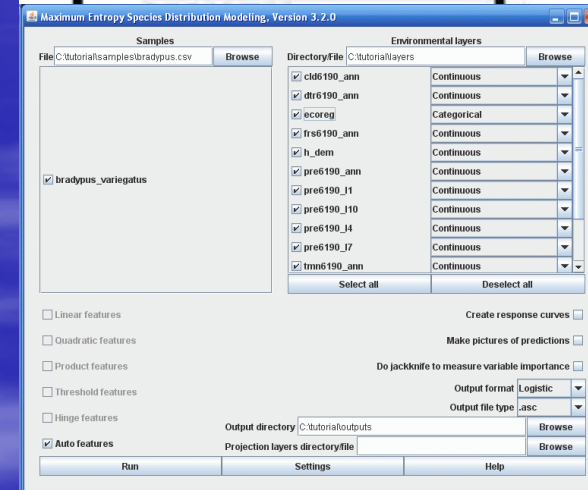 Maximum Entropy Species Distribution Modeling, Version 3.2.0
Samples
File C:\tutorial\samples\bradypus.csv Browse
bradypus_variegatus
Environmental layers
Directory/File C:\tutorial\layers Browse
cld6190_ann Continuous
dtr6190_ann Continuous
ecoreg Categorical
frs6190_ann Continuous
h_dem Continuous
pre6190_ann Continuous
pre6190_l1 Continuous
pre6190_l10 Continuous
pre6190_l4 Continuous
pre6190_l7 Continuous
tmn6190_ann Continuous
Select all Deselect all
Linear features
Quadratic features
Product features
Threshold features
Hinge features
Auto features
Create response curves
Make pictures of predictions
Do jackknife to measure variable importance
Output format Logistic
Output file type .asc
Output directory C:\tutorial\outputs Browse
Projection layers directory/file Browse
Run Settings Help